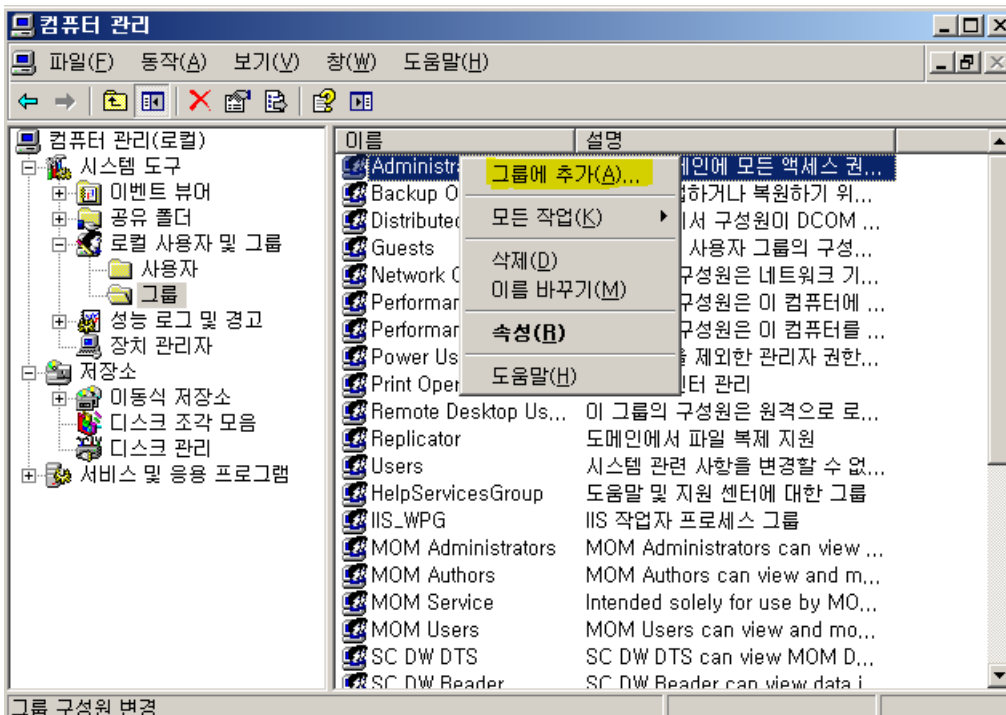 컴퓨터 관리
파일(F) 동작(A) 보기(V) 창(W) 도움말(H)
컴퓨터 관리(로컬)
시스템 도구
이벤트 뷰어
공유 폴더
로컬 사용자 및 그룹
사용자
그룹
성능 로그 및 경고
장치 관리자
저장소
이동식 저장소
디스크 조각 모음
디스크 관리
서비스 및 응용 프로그램
이름 설명
Administr 인에 모든 액세스 권...
Backup O 하거나 복원하기 위...
Distributed 서 구성원이 DCOM ...
Guests 사용자 그룹의 구성...
Network 구성원은 네트워크 기...
Performan 구성원은 이 컴퓨터에 ...
Performan 구성원은 이 컴퓨터를 ...
Power Us 제외한 관리자 권한...
Print Oper 터 관리
Remote Desktop Us... 이 그룹의 구성원은 원격으로 로...
Replicator 도메인에서 파일 복제 지원
Users 시스템 관련 사항을 변경할 수 없...
HelpServicesGroup 도움말 및 지원 센터에 대한 그룹
IIS_WPG IIS 작업자 프로세스 그룹
MOM Administrators MOM Administrators can view ...
MOM Authors MOM Authors can view and m...
MOM Service Intended solely for use by MO...
MOM Users MOM Users can view and mo...
SC DW DTS SC DW DTS can view MOM D...
SC DW Reader SC DW Reader can view data i
그룹에 추가(A)...
모든 작업(K)
삭제(D)
이름 바꾸기(M)
속성(R)
도움말(H)
그룹 구성원 변경